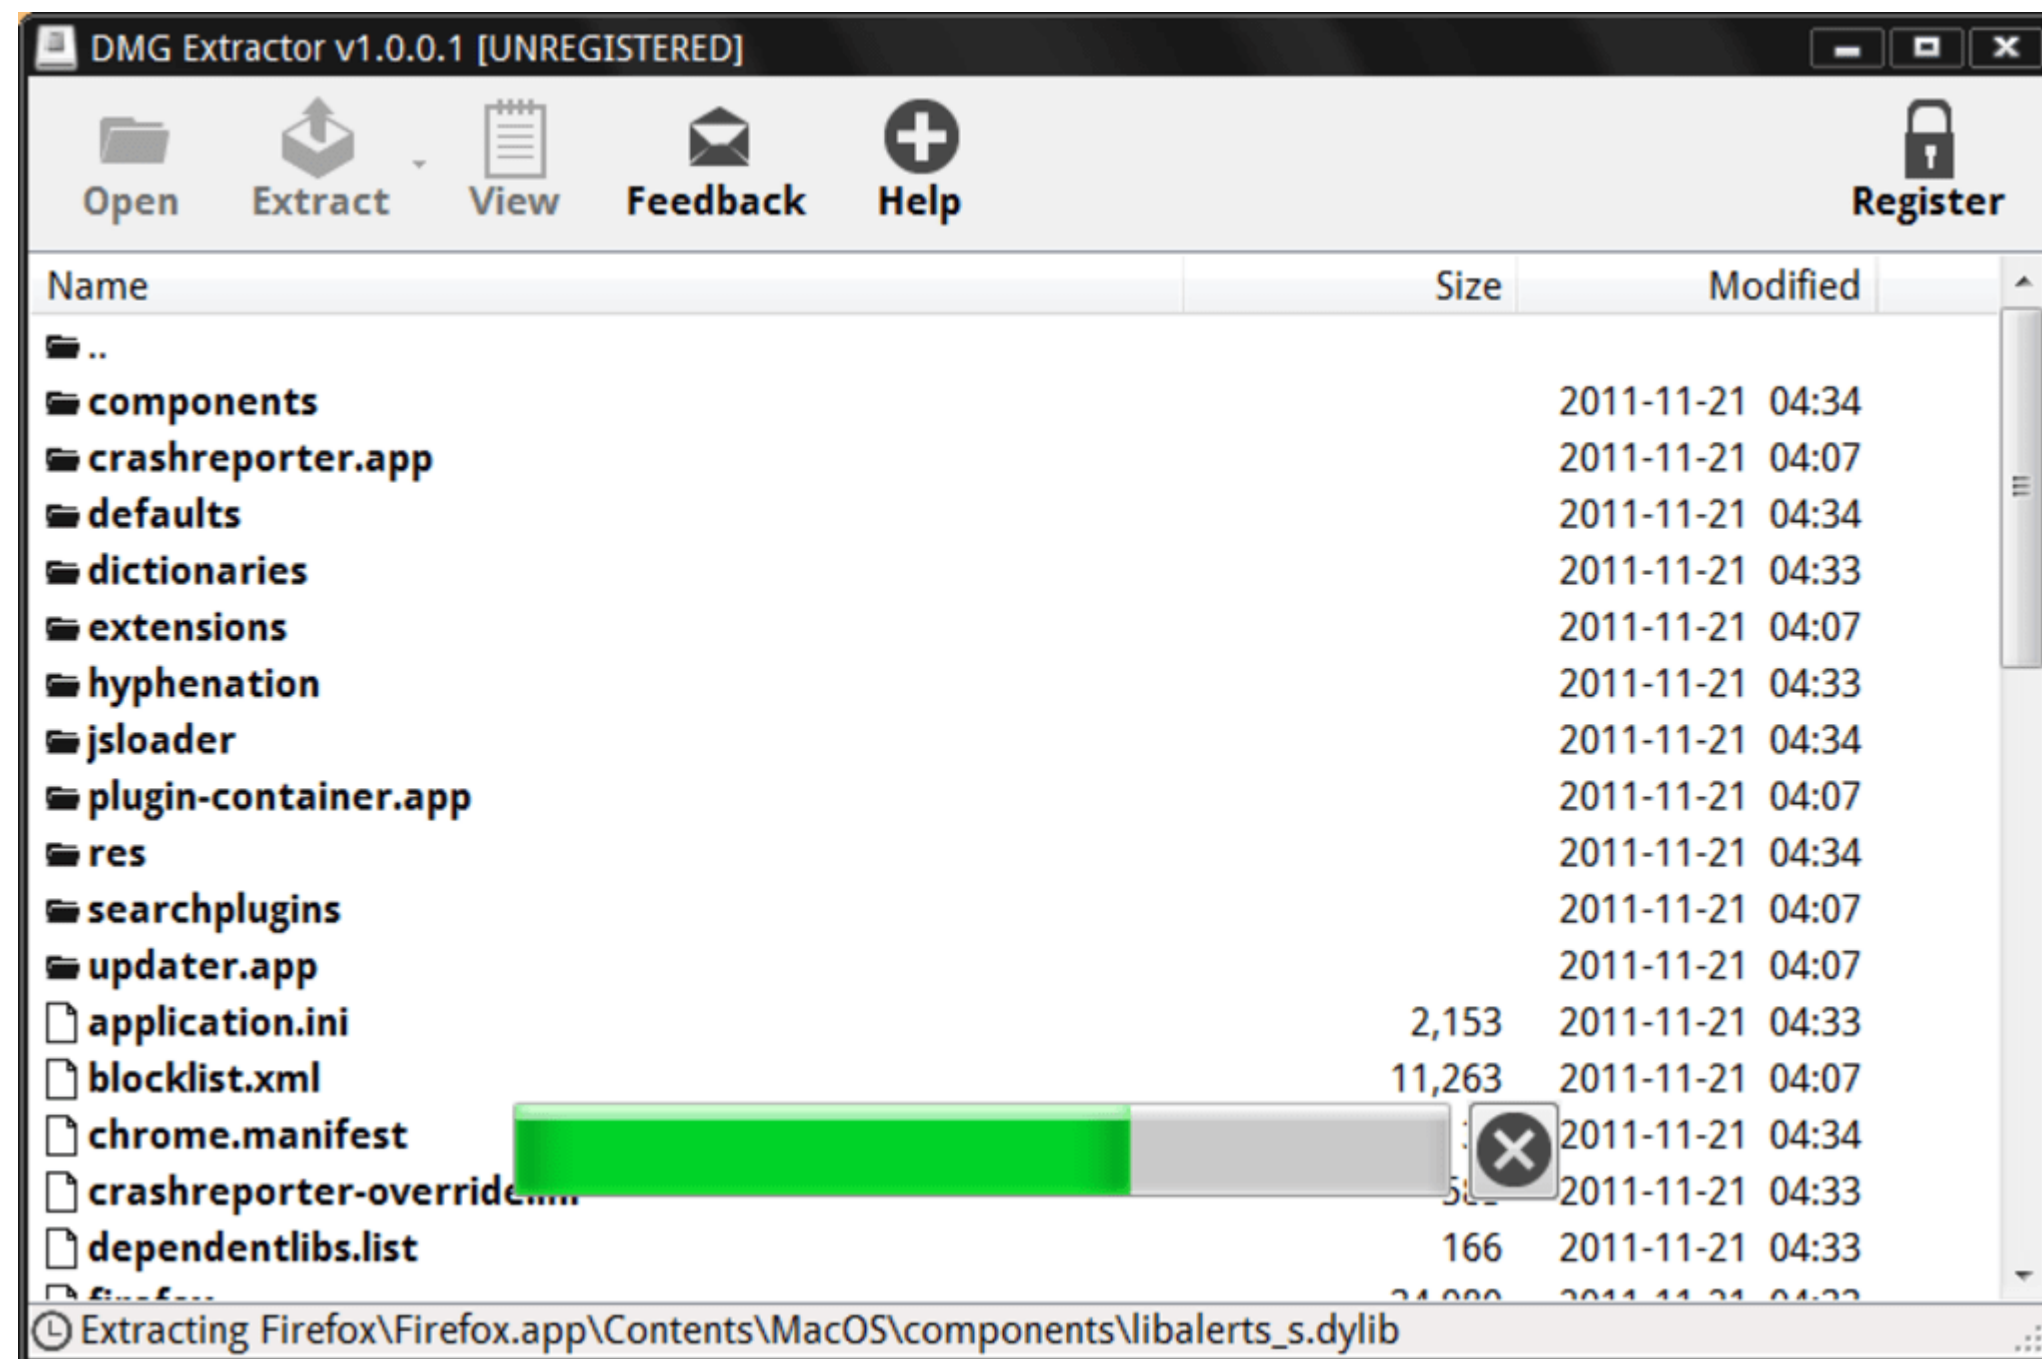 DMG Extractor v1.0.0.1 [UNREGISTERED]
Open Extract View Feedback Help Register
Name Size Modified
..
components 2011-11-21 04:34
crashreporter.app 2011-11-21 04:07
defaults 2011-11-21 04:34
dictionaries 2011-11-21 04:33
extensions 2011-11-21 04:07
hyphenation 2011-11-21 04:33
jsloader 2011-11-21 04:34
plugin-container.app 2011-11-21 04:07
res 2011-11-21 04:34
searchplugins 2011-11-21 04:07
updater.app 2011-11-21 04:07
application.ini 2,153 2011-11-21 04:33
blocklist.xml 11,263 2011-11-21 04:07
chrome.manifest 2011-11-21 04:34
crashreporter-override.ini 2011-11-21 04:33
dependentlibs.list 166 2011-11-21 04:33
Extracting Firefox\Firefox.app\Contents\MacOS\components\libalerts_s.dylib